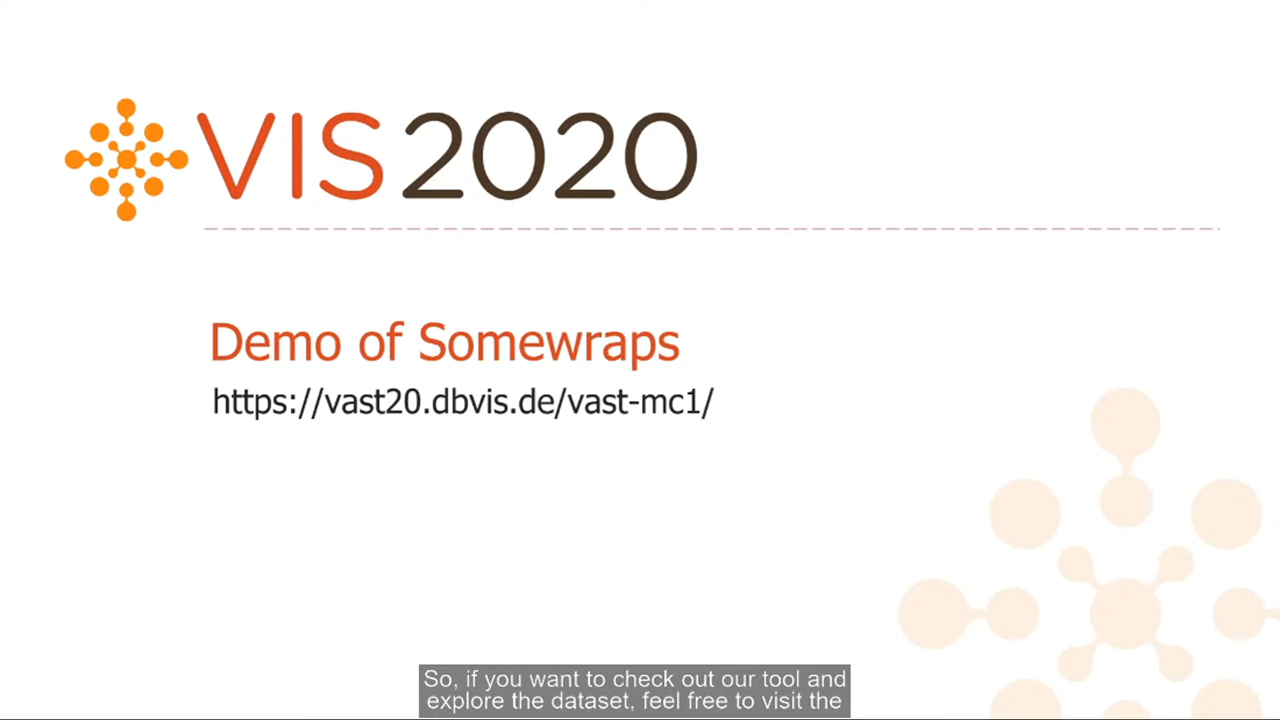 VIS2020
Demo of Somewraps
https://vast20.dbvis.de/vast-mc1/
So, if you want to check out our tool and
explore the dataset, feel free to visit the